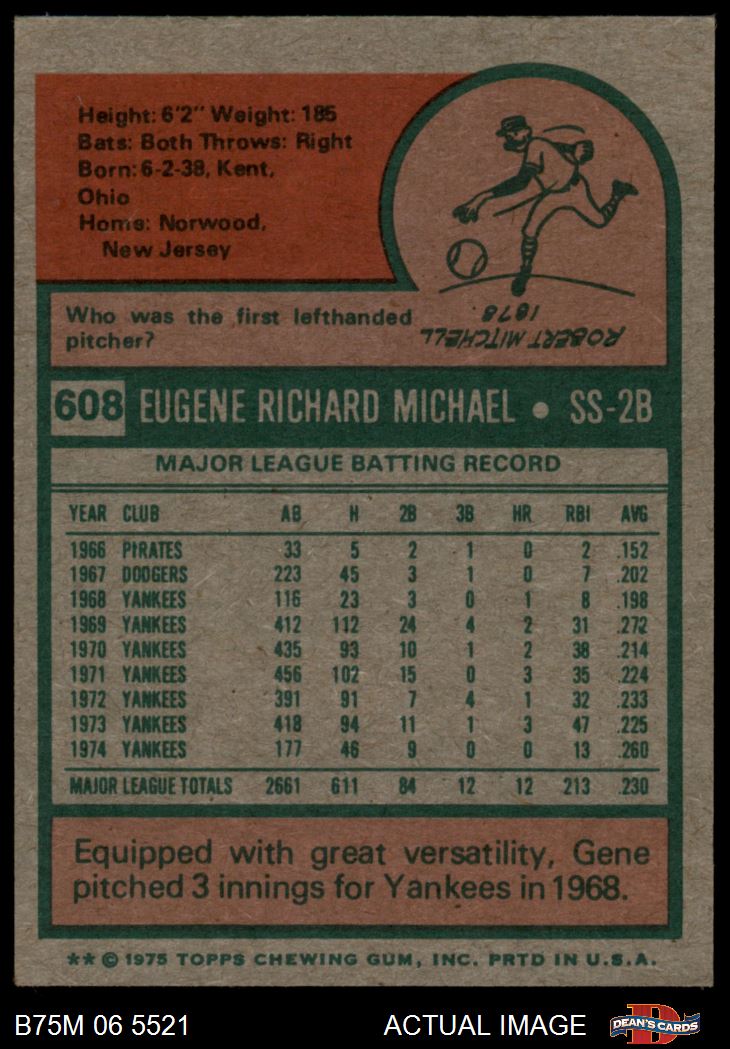 Height: 6'2" Weight: 185
Bats: Both Throws: Right
Born: 6-2-38, Kent,
Ohio
Home: Norwood,
New Jersey
Who was the first lefthanded
pitcher?
ROBERT MITCHELL
1878.
608 EUGENE RICHARD MICHAEL • SS-2B
MAJOR LEAGUE BATTING RECORD
YEAR CLUB AB H 2B 3B HR RBI AVG
1966 PIRATES 33 5 2 1 0 2 .152
1967 DODGERS 223 45 3 1 0 7 .202
1968 YANKEES 116 23 3 0 1 8 .198
1969 YANKEES 412 112 24 4 2 31 .272
1970 YANKEES 435 93 10 1 2 38 .214
1971 YANKEES 456 102 15 0 3 35 .224
1972 YANKEES 391 91 7 4 1 32 .233
1973 YANKEES 418 94 11 1 3 47 .225
1974 YANKEES 177 46 9 0 0 13 .260
MAJOR LEAGUE TOTALS 2661 611 84 12 12 213 .230
Equipped with great versatility, Gene
pitched 3 innings for Yankees in 1968.
** © 1975 TOPPS CHEWING GUM, INC. PRTD IN U.S.A.
B75M 06 5521 ACTUAL IMAGE DEAN'S CARDS